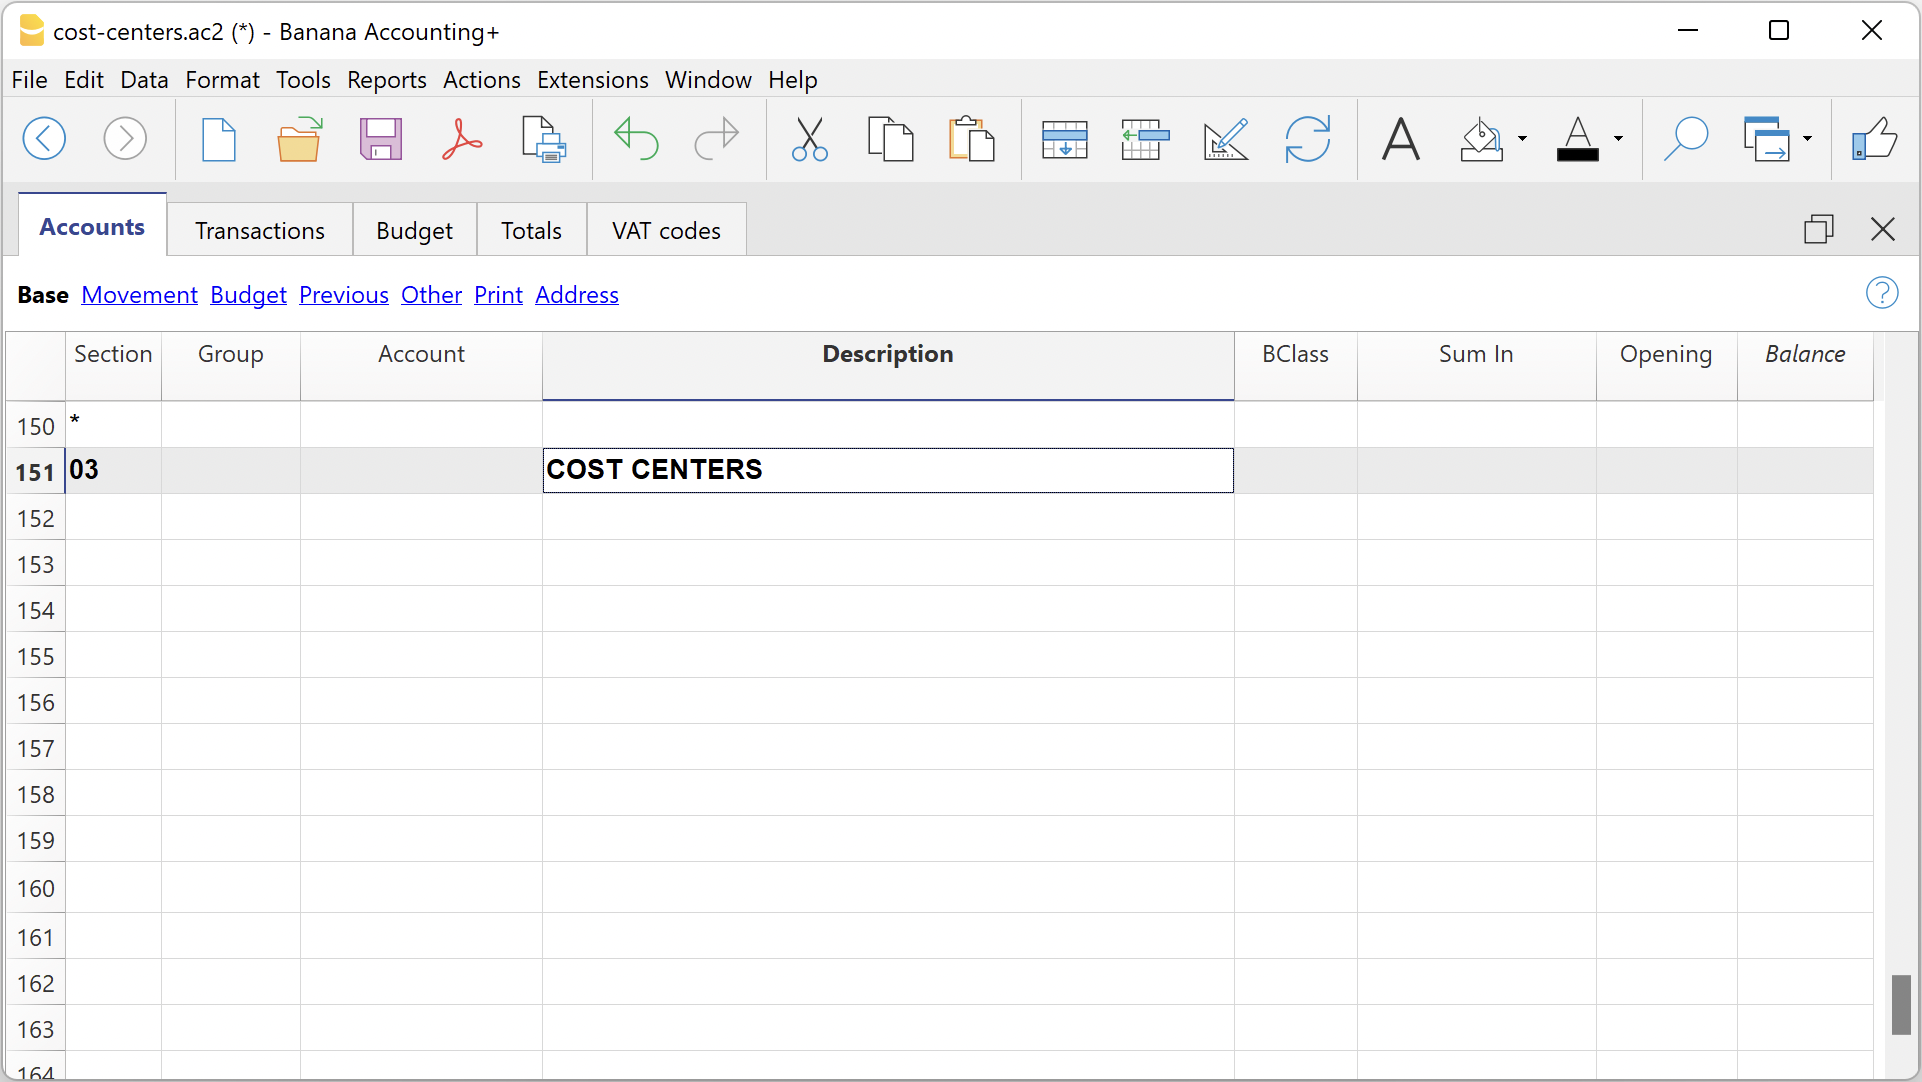 cost-centers.ac2 (*) - Banana Accounting+
File Edit Data Format Tools Reports Actions Extensions Window Help
Accounts Transactions Budget Totals VAT codes
Base Movement Budget Previous Other Print Address
Section Group Account Description BClass Sum In Opening Balance
150 *
151 03 COST CENTERS
152
153
154
155
156
157
158
159
160
161
162
163
164